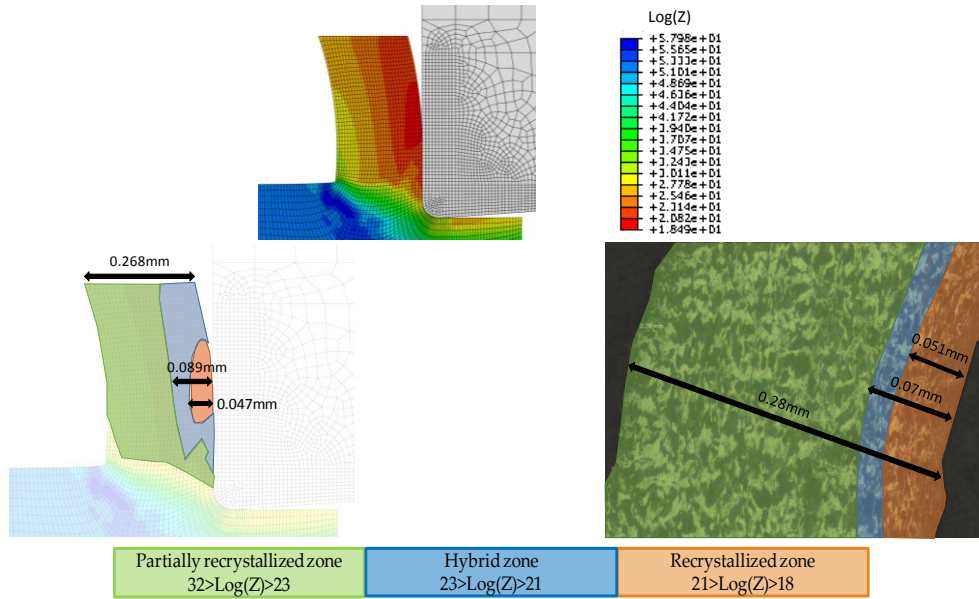 Log(Z)
+5.798e+01
+5.565e+01
+5.333e+01
+5.101e+01
+4.869e+01
+4.636e+01
+4.404e+01
+4.172e+01
+3.940e+01
+3.707e+01
+3.475e+01
+3.243e+01
+3.011e+01
+2.778e+01
+2.546e+01
+2.314e+01
+2.082e+01
+1.849e+01
0.268mm
0.089mm
0.047mm
0.051mm
0.07mm
0.28mm
Partially recrystallized zone
32>Log(Z)>23
Hybrid zone
23>Log(Z)>21
Recrystallized zone
21>Log(Z)>18